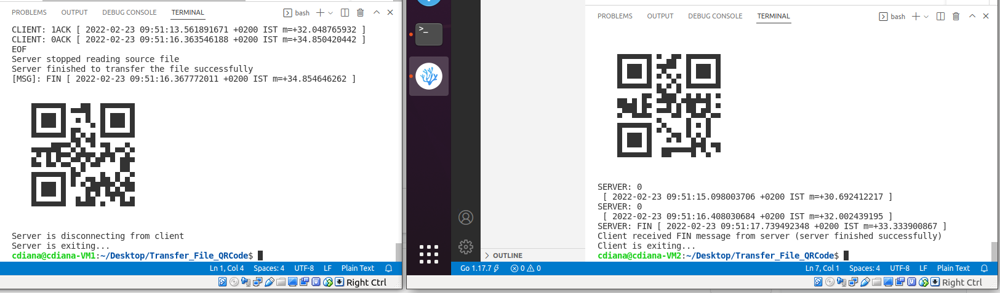 PROBLEMS OUTPUT DEBUG CONSOLE TERMINAL bash
CLIENT: 1ACK [ 2022-02-23 09:51:13.561891671 +0200 IST m=+32.048765932 ]
CLIENT: 0ACK [ 2022-02-23 09:51:16.363546188 +0200 IST m=+34.850420442 ]
EOF
Server stopped reading source file
Server finished to transfer the file successfully
[MSG]: FIN [ 2022-02-23 09:51:16.367772011 +0200 IST m=+34.854646262 ]
Server is disconnecting from client
Server is exiting...
cdiana@cdiana-VM1:~/Desktop/Transfer_File_QRCode$
Ln 1, Col 4 Spaces: 4 UTF-8 LF Plain Text
Right Ctrl
>_
PROBLEMS OUTPUT DEBUG CONSOLE TERMINAL bash
SERVER: 0
[ 2022-02-23 09:51:15.098003706 +0200 IST m=+30.692412217 ]
SERVER: 0
[ 2022-02-23 09:51:16.408030684 +0200 IST m=+32.002439195 ]
SERVER: FIN [ 2022-02-23 09:51:17.739492348 +0200 IST m=+33.333900867 ]
Client received FIN message from server (server finished successfully)
Client is exiting...
cdiana@cdiana-VM2:~/Desktop/Transfer_File_QRCode$
OUTLINE
Go 1.17.7 0 0 Ln 7, Col 1 Spaces: 4 UTF-8 LF Plain Text
Right Ctrl